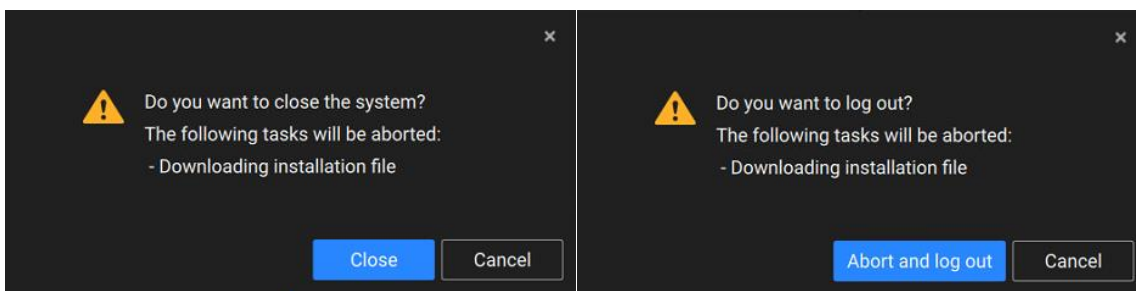 ×
Do you want to close the system?
The following tasks will be aborted:
- Downloading installation file
Close
Cancel
×
Do you want to log out?
The following tasks will be aborted:
- Downloading installation file
Abort and log out
Cancel